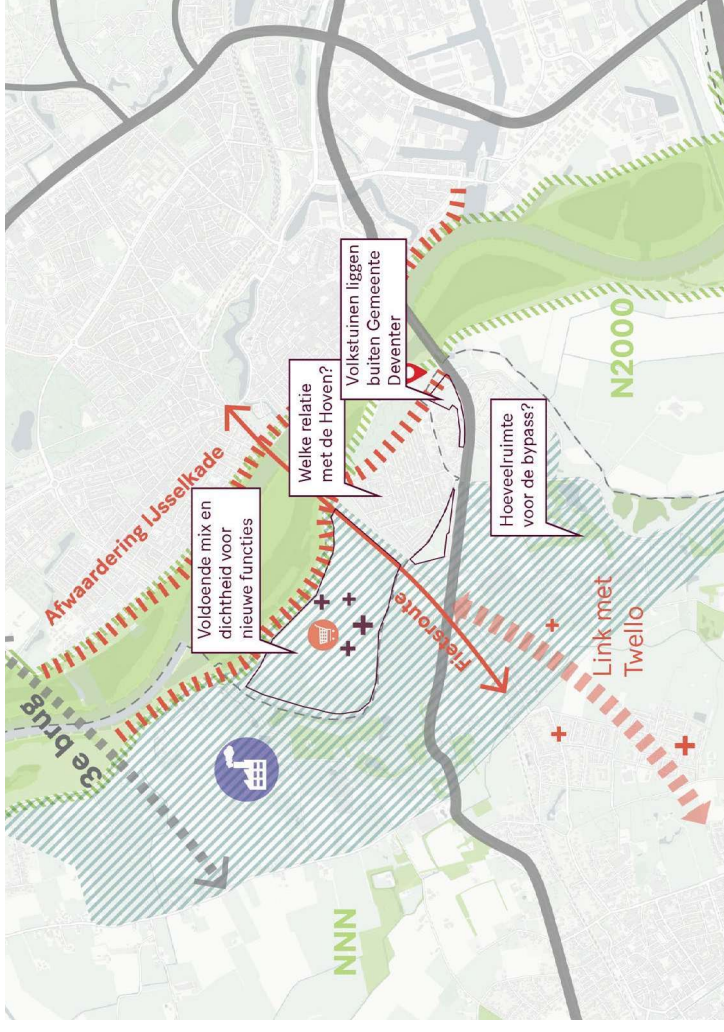 Afwaardering IJsselkade
3e brug
Voldoende mix en
dichtheid voor
nieuwe functies
Welke relatie
met de Hoven?
Volkstuinen liggen
buiten Gemeente
Deventer
Fietsroute
Hoeveelruimte
voor de bypass?
Link met
Twello
N2000
NNN